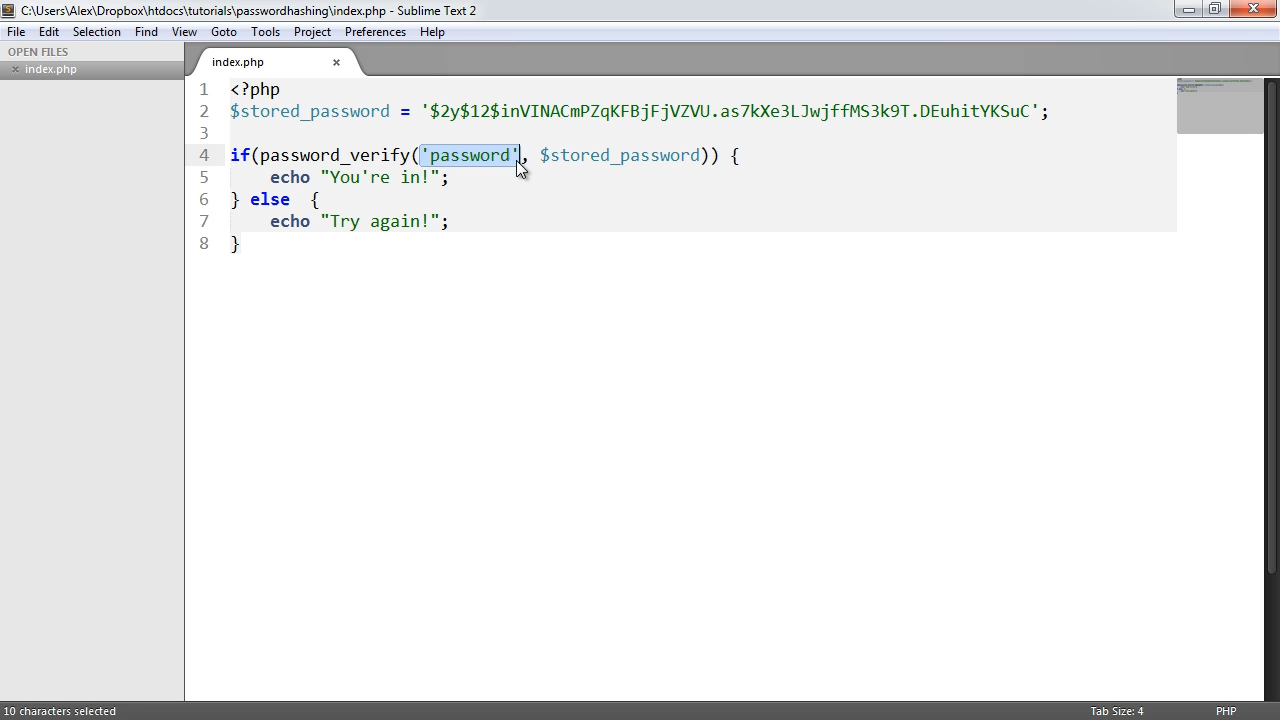 C:\Users\Alex\Dropbox\htdocs\tutorials\passwordhashing\index.php - Sublime Text 2
File Edit Selection Find View Goto Tools Project Preferences Help
OPEN FILES
× index.php
index.php ×
1 <?php
2 $stored_password = '$2y$12$inVINACmPZqKFBjFjVZVU.as7kXe3LJwjffMS3k9T.DEuhitYKSuC';
3
4 if(password_verify('password', $stored_password)) {
5     echo "You're in!";
6 } else  {
7     echo "Try again!";
8 }
10 characters selected
Tab Size: 4
PHP